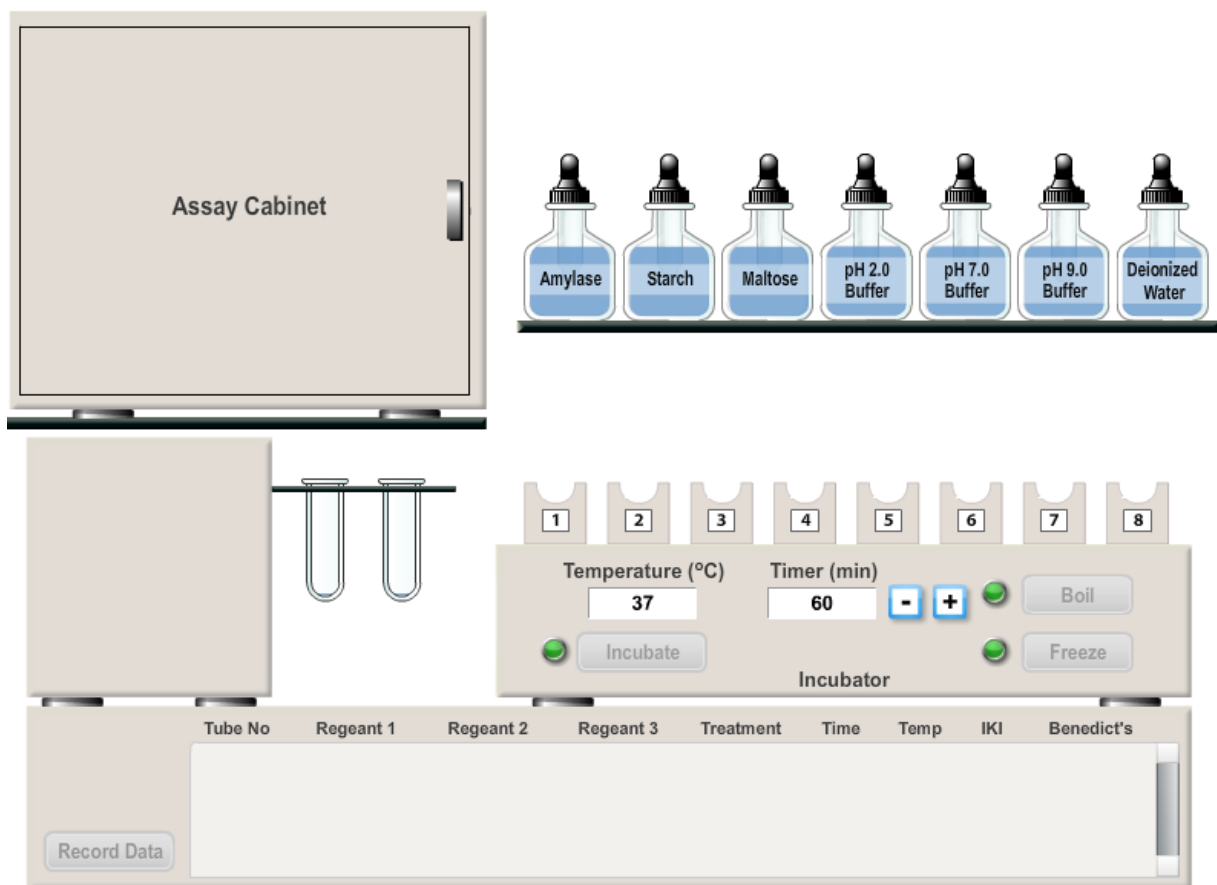 Assay Cabinet
Amylase
Starch
Maltose
pH 2.0
Buffer
pH 7.0
Buffer
pH 9.0
Buffer
Deionized
Water
1 2 3 4 5 6 7 8
Temperature (°C) Timer (min)
37 60 - + Boil
Incubate Freeze
Incubator
Tube No Regeant 1 Regeant 2 Regeant 3 Treatment Time Temp IKI Benedict's
Record Data